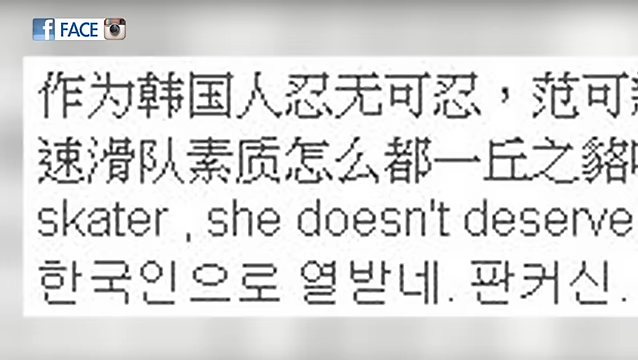 FACE
作为韩国人忍无可忍，范可
速滑队素质怎么都一丘之貉
skater , she doesn't deserve
한국인으로 열받네. 판커신.